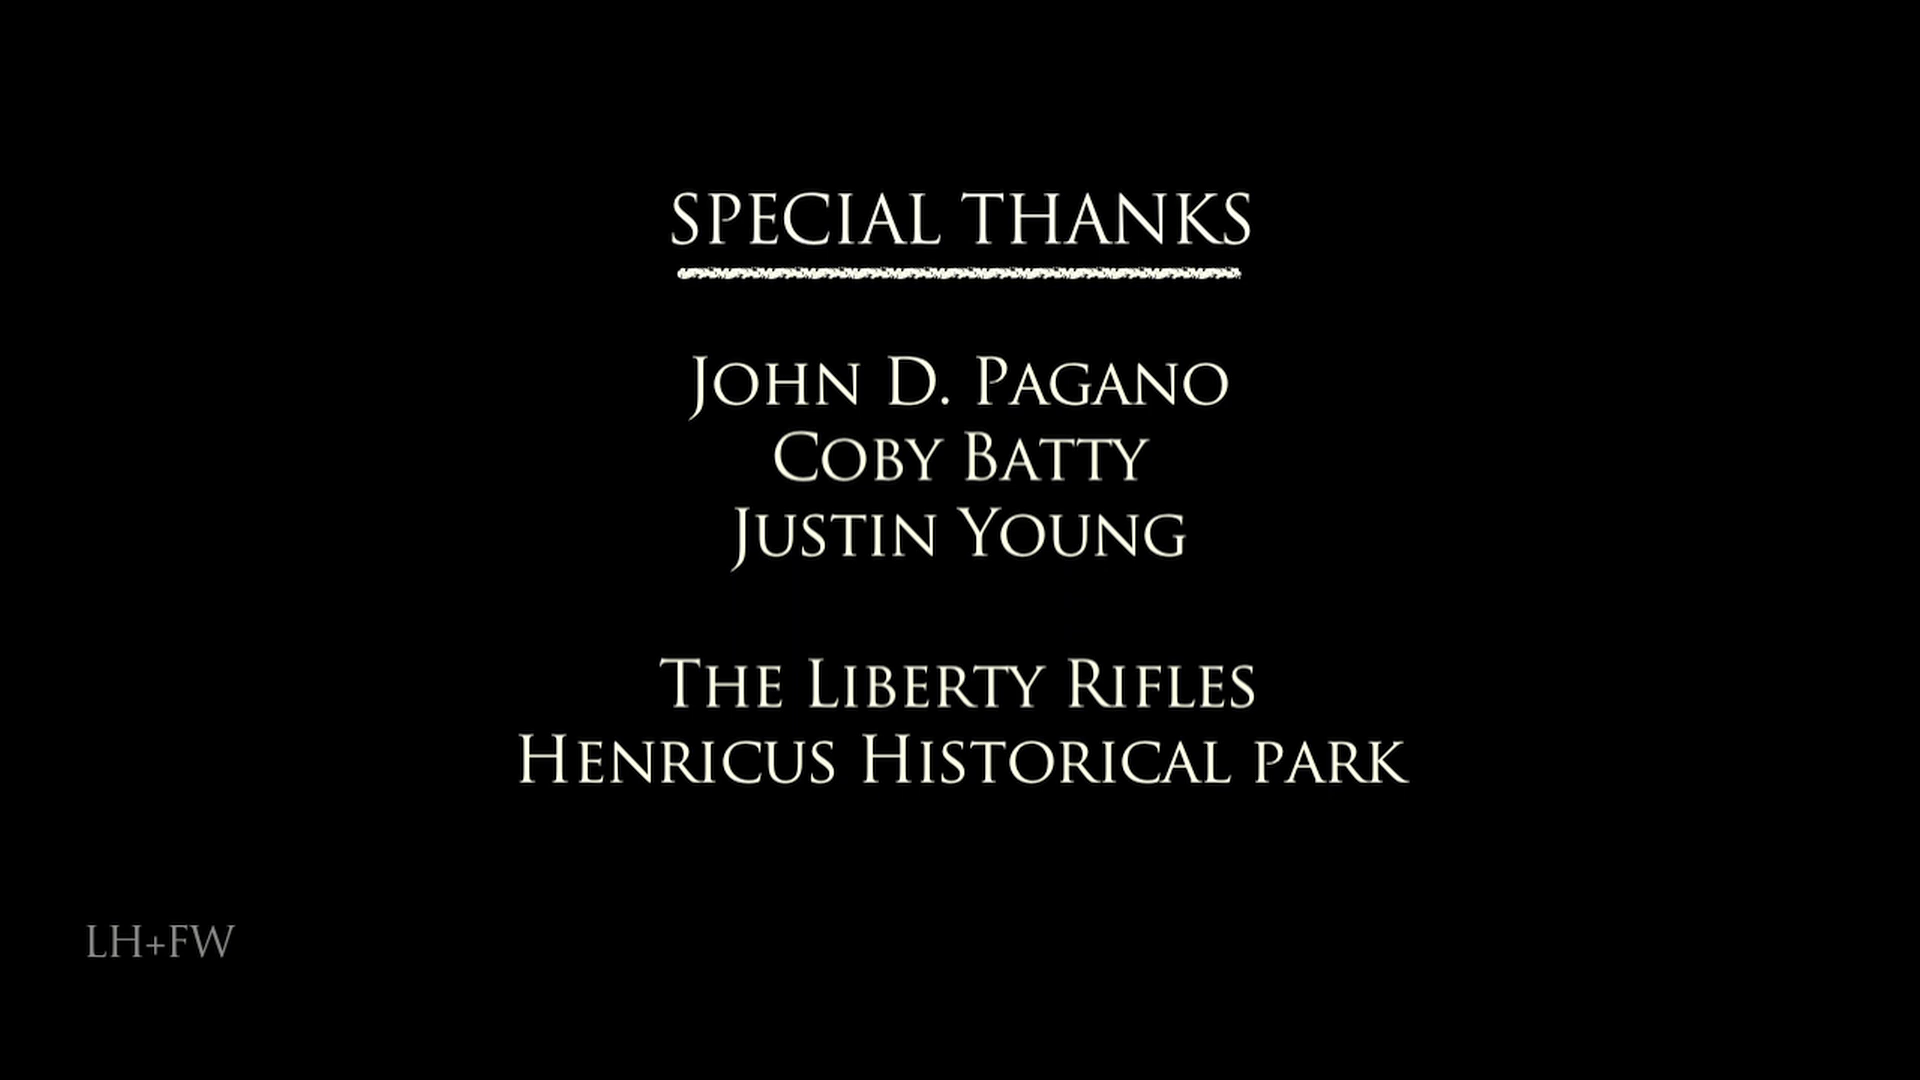 SPECIAL THANKS
JOHN D. PAGANO
COBY BATTY
JUSTIN YOUNG
THE LIBERTY RIFLES
HENRICUS HISTORICAL PARK
LH+FW